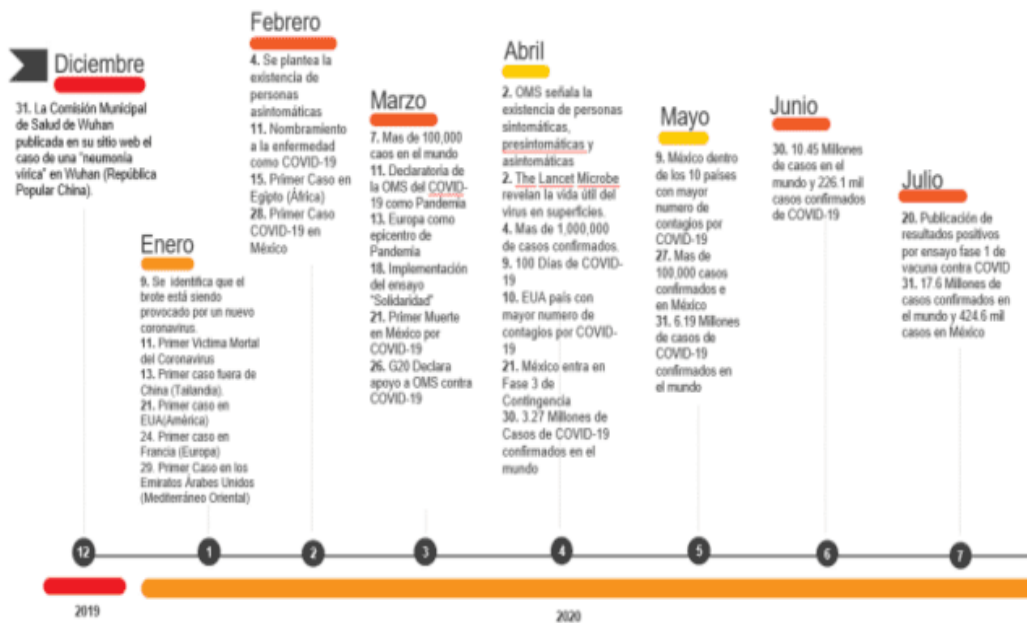 Diciembre
31. La Comisión Municipal
de Salud de Wuhan
publicada en su sitio web el
caso de una "neumonía
vírica" en Wuhan (República
Popular China).
Enero
9. Se identifica que el
brote está siendo
provocado por un nuevo
coronavirus.
11. Primer Victima Mortal
del Coronavirus
13. Primer caso fuera de
China (Tailandia).
21. Primer caso en
EUA(América)
24. Primer caso en
Francia (Europa)
29. Primer Caso en los
Emiratos Árabes Unidos
(Mediterráneo Oriental)
Febrero
4. Se plantea la
existencia de
personas
asintomáticas
11. Nombramiento
a la enfermedad
como COVID-19
15. Primer Caso en
Egipto (África)
28. Primer Caso
COVID-19 en
México
Marzo
7. Mas de 100,000
caos en el mundo
11. Declaratoria de
la OMS del COVID-
19 como Pandemia
13. Europa como
epicentro de
Pandemia
18. Implementación
del ensayo
"Solidaridad"
21. Primer Muerte
en México por
COVID-19
26. G20 Declara
apoyo a OMS contra
COVID-19
Abril
2. OMS señala la
existencia de personas
sintomáticas,
presintomáticas y
asintomáticas
2. The Lancet Microbe
revelan la vida útil del
virus en superficies.
4. Mas de 1,000,000
de casos confirmados.
9. 100 Días de COVID-
19
10. EUA país con
mayor numero de
contagios por COVID-
19
21. México entra en
Fase 3 de
Contingencia
30. 3.27 Millones de
Casos de COVID-19
confirmados en el
mundo
Mayo
9. México dentro
de los 10 países
con mayor
numero de
contagios por
COVID-19
27. Mas de
100,000 casos
confirmados e
en México
31. 6.19 Millones
de casos de
COVID-19
confirmados en
el mundo
Junio
30. 10.45 Millones
de casos en el
mundo y 226.1 mil
casos confirmados
de COVID-19
Julio
20. Publicación de
resultados positivos
por ensayo fase 1 de
vacuna contra COVID
31. 17.6 Millones de
casos confirmados en
el mundo y 424.6 mil
casos en México
12 1 2 3 4 5 6 7
2019
2020